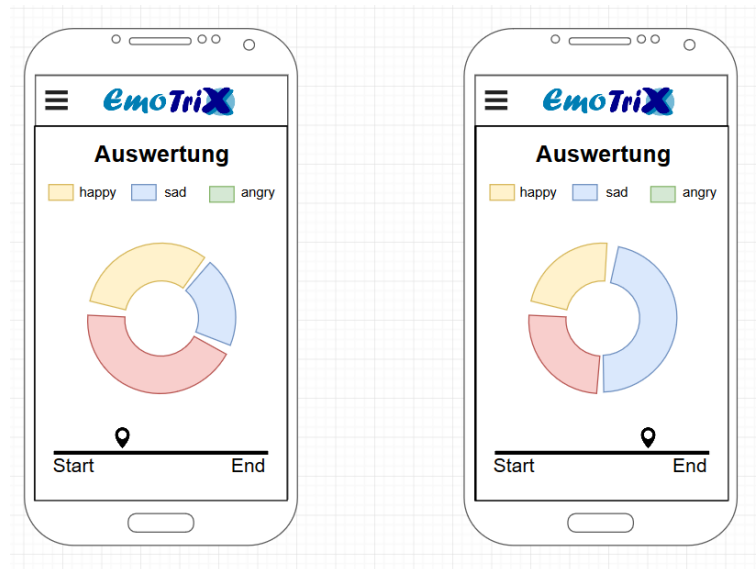 EmoTriX
Auswertung
happy sad angry
Start End
EmoTriX
Auswertung
happy sad angry
Start End